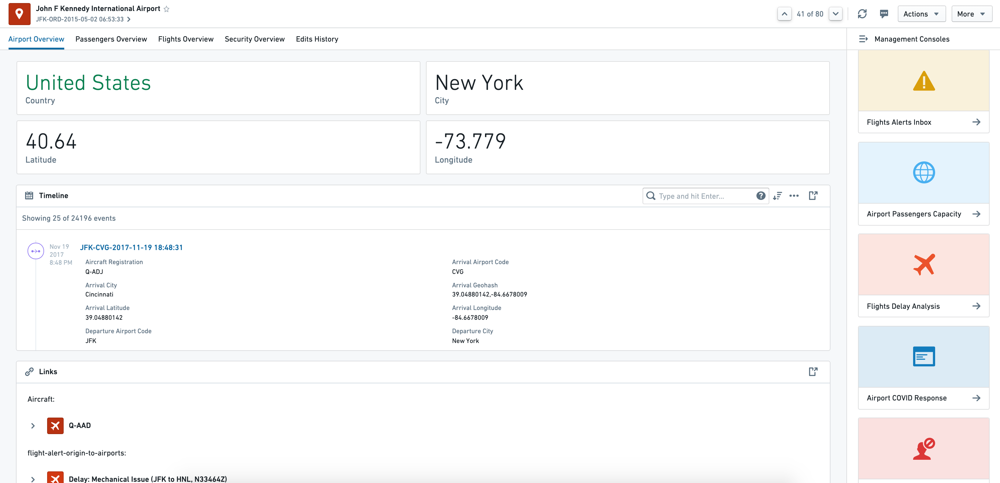 John F Kennedy International Airport
JFK-ORD-2015-05-02 06:53:33
41 of 80
Actions
More
Airport Overview
Passengers Overview
Flights Overview
Security Overview
Edits History
Management Consoles
United States
Country
New York
City
40.64
Latitude
-73.779
Longitude
Timeline
Type and hit Enter...
Showing 25 of 24196 events
Nov 19
2017
8:48 PM
JFK-CVG-2017-11-19 18:48:31
Aircraft Registration
Q-ADJ
Arrival Airport Code
CVG
Arrival City
Cincinnati
Arrival Geohash
39.04880142,-84.6678009
Arrival Latitude
39.04880142
Arrival Longitude
-84.6678009
Departure Airport Code
JFK
Departure City
New York
Links
Aircraft:
Q-AAD
flight-alert-origin-to-airports:
Delay: Mechanical Issue (JFK to HNL, N33464Z)
Flights Alerts Inbox
Airport Passengers Capacity
Flights Delay Analysis
Airport COVID Response